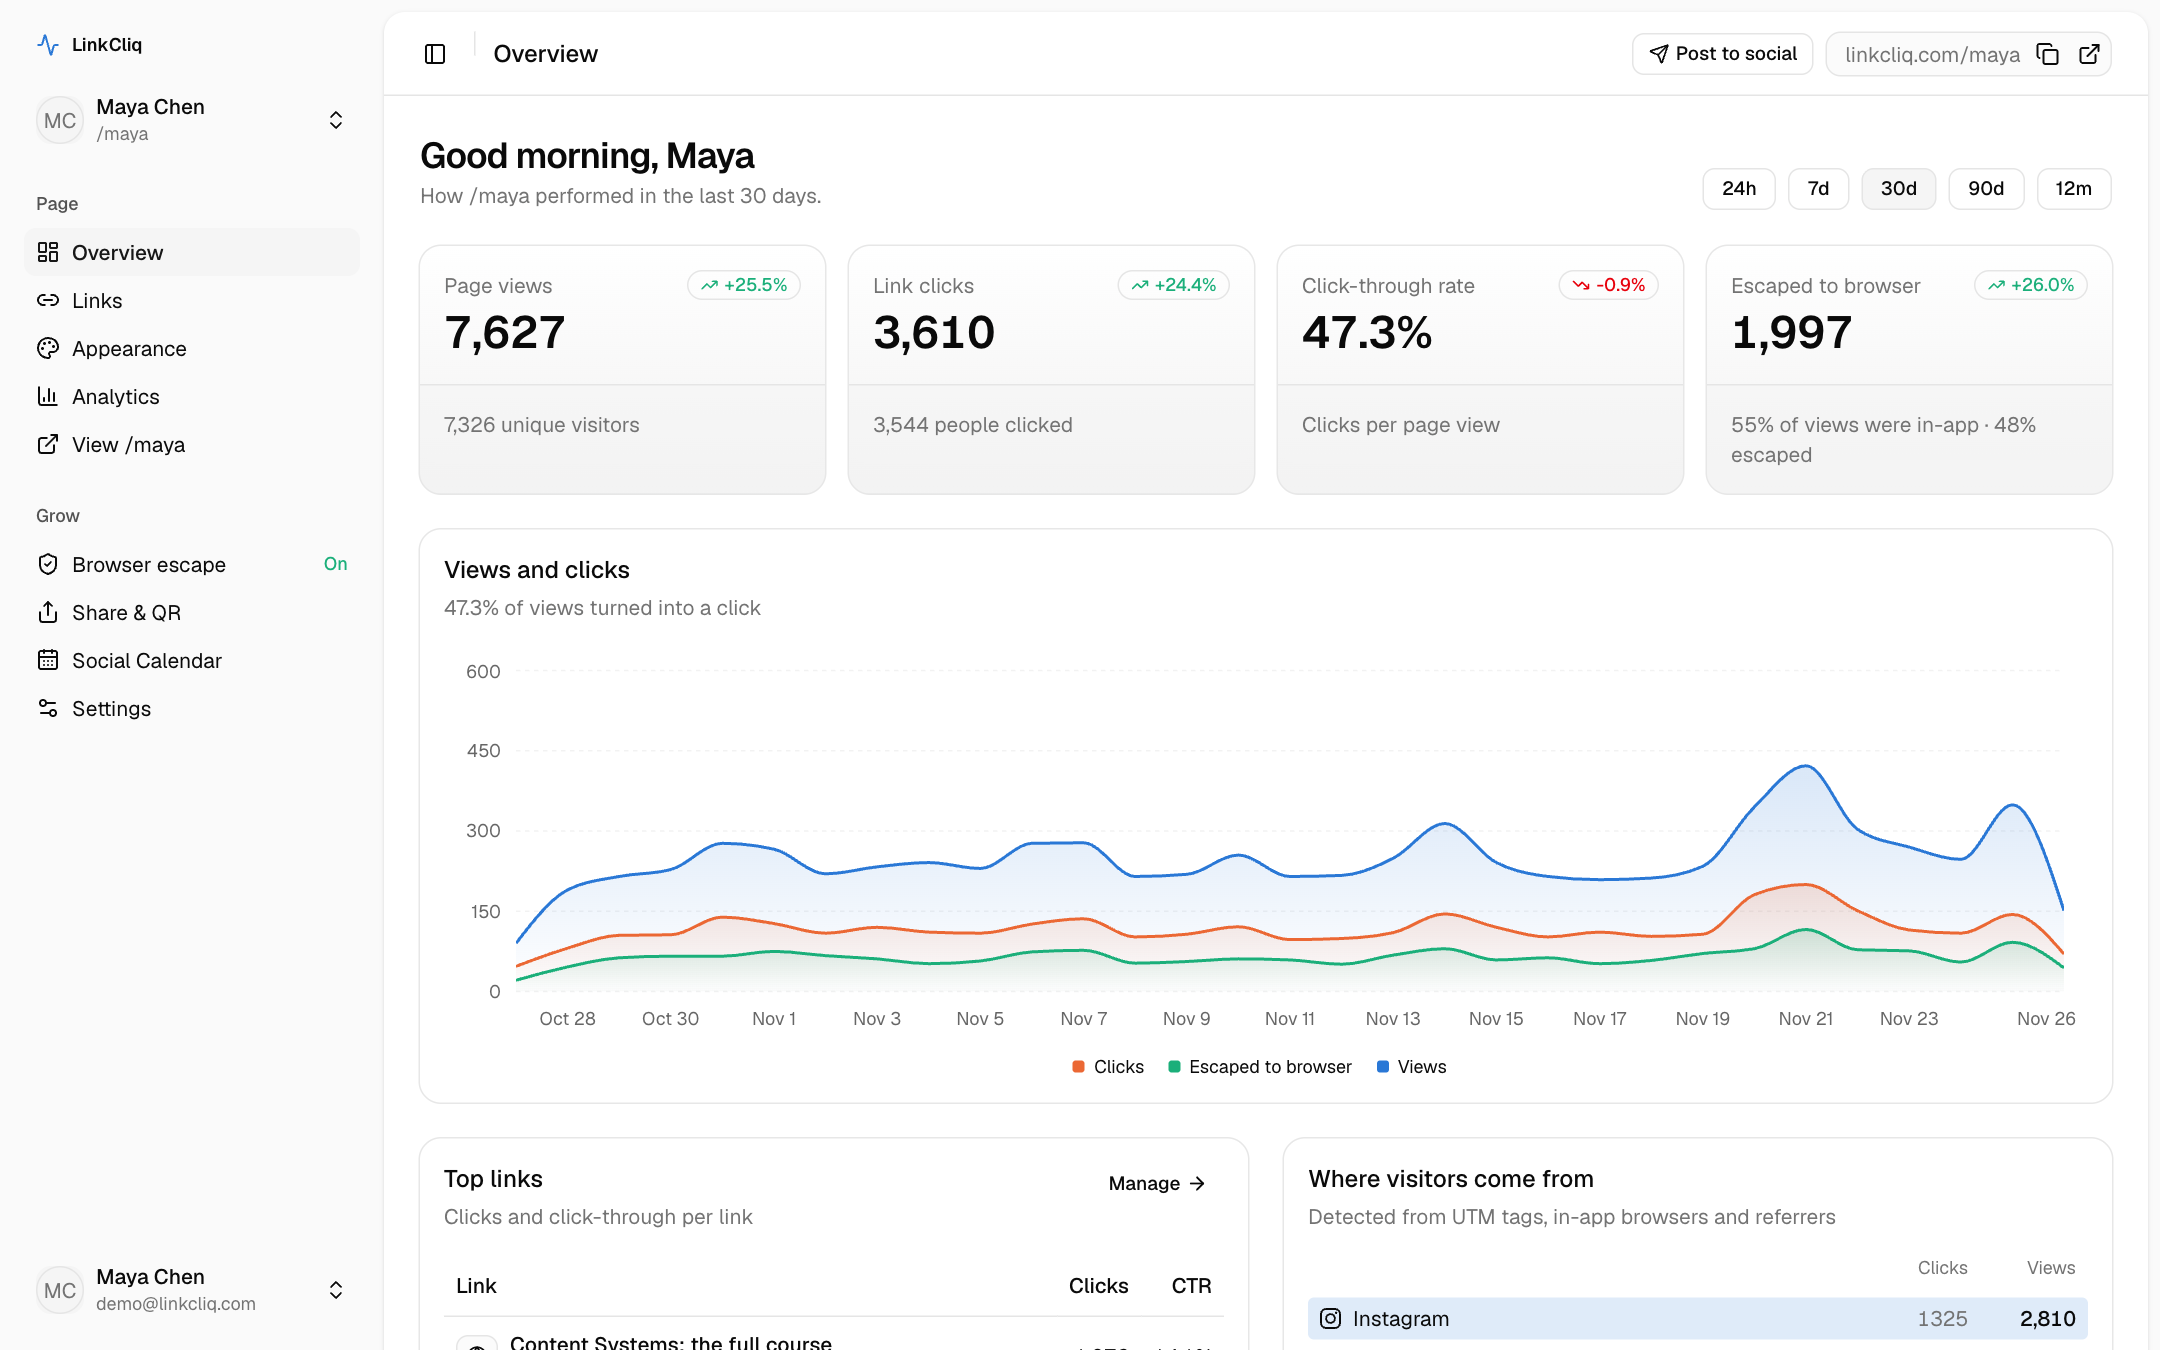 LinkCliq
MC
Maya Chen
/maya
Page
Overview
Links
Appearance
Analytics
View /maya
Grow
Browser escape On
Share & QR
Social Calendar
Settings
MC
Maya Chen
demo@linkcliq.com
Overview
Post to social
linkcliq.com/maya
Good morning, Maya
How /maya performed in the last 30 days.
24h 7d 30d 90d 12m
Page views +25.5%
7,627
7,326 unique visitors
Link clicks +24.4%
3,610
3,544 people clicked
Click-through rate -0.9%
47.3%
Clicks per page view
Escaped to browser +26.0%
1,997
55% of views were in-app · 48%
escaped
Views and clicks
47.3% of views turned into a click
600
450
300
150
0
Oct 28 Oct 30 Nov 1 Nov 3 Nov 5 Nov 7 Nov 9 Nov 11 Nov 13 Nov 15 Nov 17 Nov 19 Nov 21 Nov 23 Nov 26
Clicks Escaped to browser Views
Top links
Manage
Clicks and click-through per link
Link Clicks CTR
Content Systems: the full course
Where visitors come from
Detected from UTM tags, in-app browsers and referrers
Clicks Views
Instagram 1325 2,810